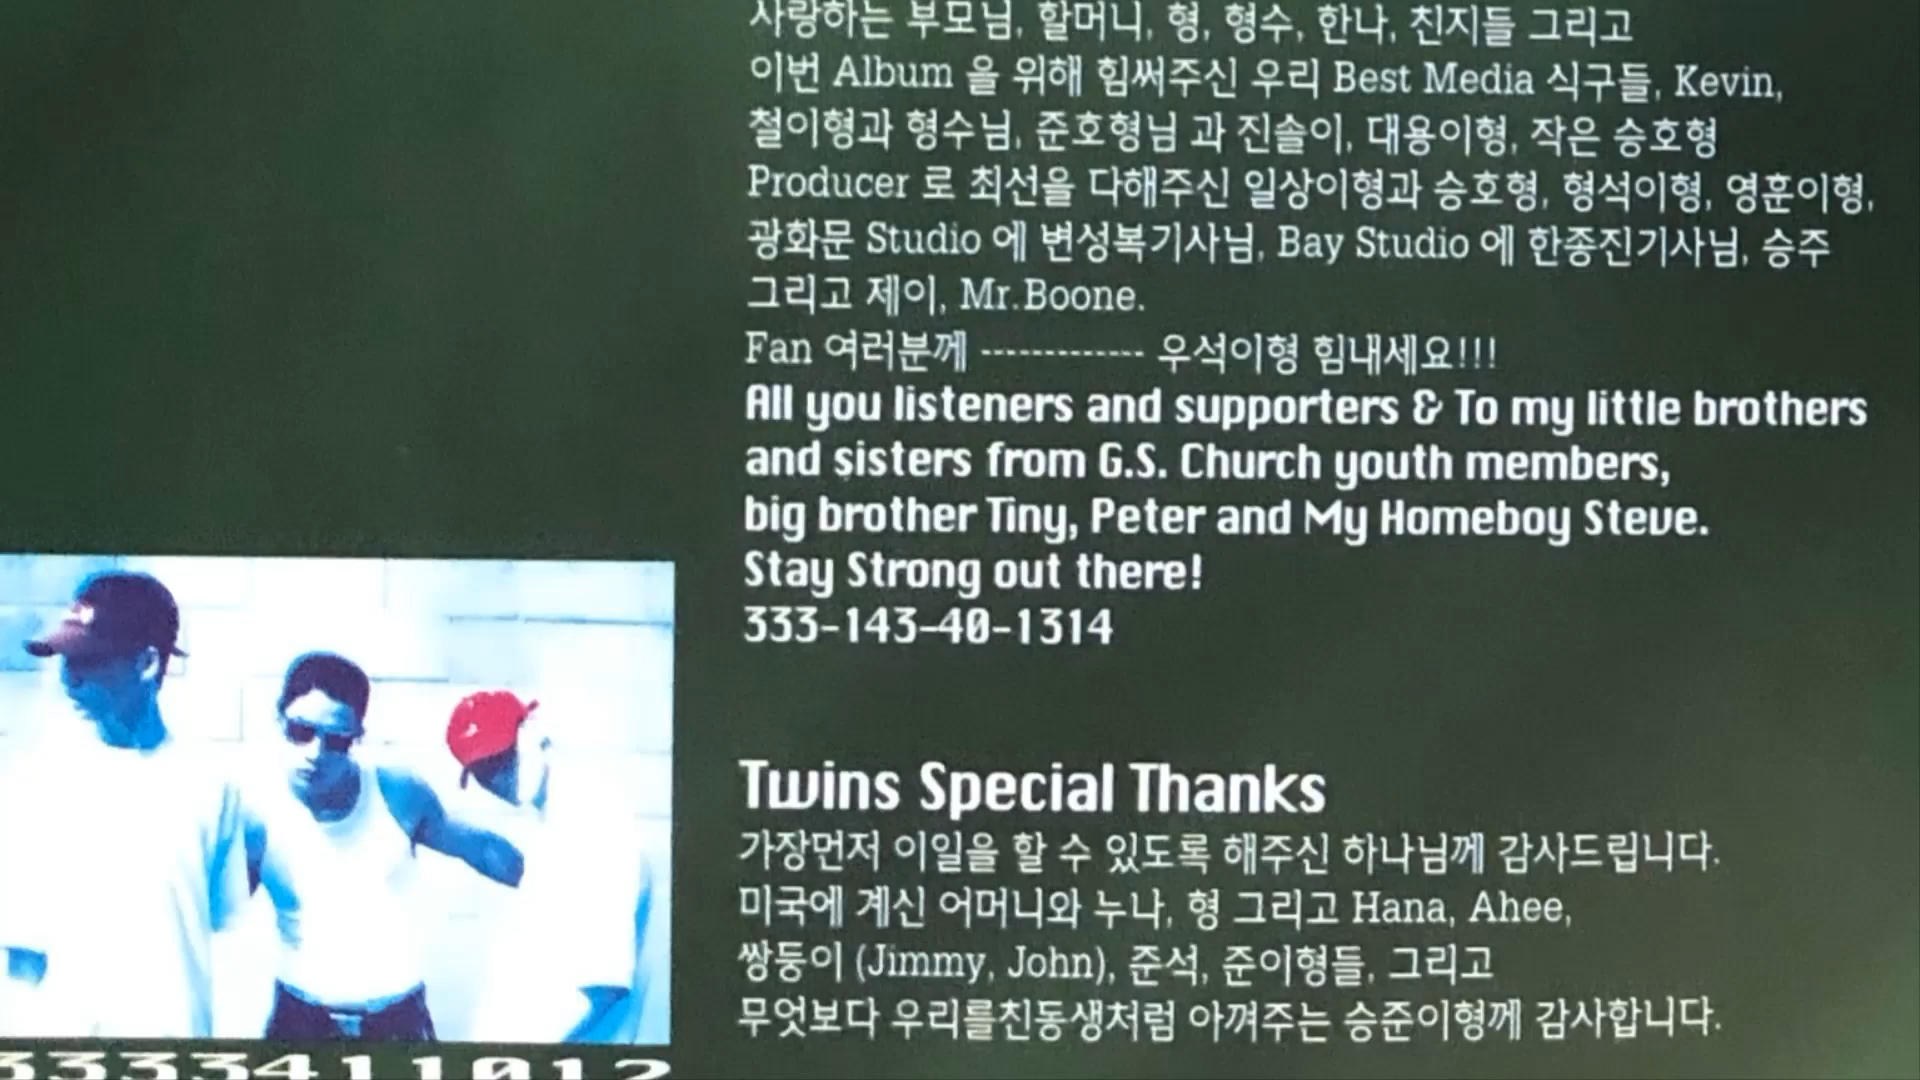 사랑하는 부모님, 할머니, 형, 형수, 한나, 친지들 그리고
이번 Album 을 위해 힘써주신 우리 Best Media 식구들, Kevin,
철이형과 형수님, 준호형님 과 진솔이, 대용이형, 작은 승호형
Producer 로 최선을 다해주신 일상이형과 승호형, 형석이형, 영훈이형,
광화문 Studio 에 변성복기사님, Bay Studio 에 한종진기사님, 승주
그리고 제이, Mr.Boone.
Fan 여러분께 ------------- 우석이형 힘내세요!!!
All you listeners and supporters & To my little brothers
and sisters from G.S. Church youth members,
big brother Tiny, Peter and My Homeboy Steve.
Stay Strong out there!
333-143-40-1314
Twins Special Thanks
가장먼저 이일을 할 수 있도록 해주신 하나님께 감사드립니다.
미국에 계신 어머니와 누나, 형 그리고 Hana, Ahee,
쌍둥이 (Jimmy, John), 준석, 준이형들, 그리고
무엇보다 우리를친동생처럼 아껴주는 승준이형께 감사합니다.
3333411012